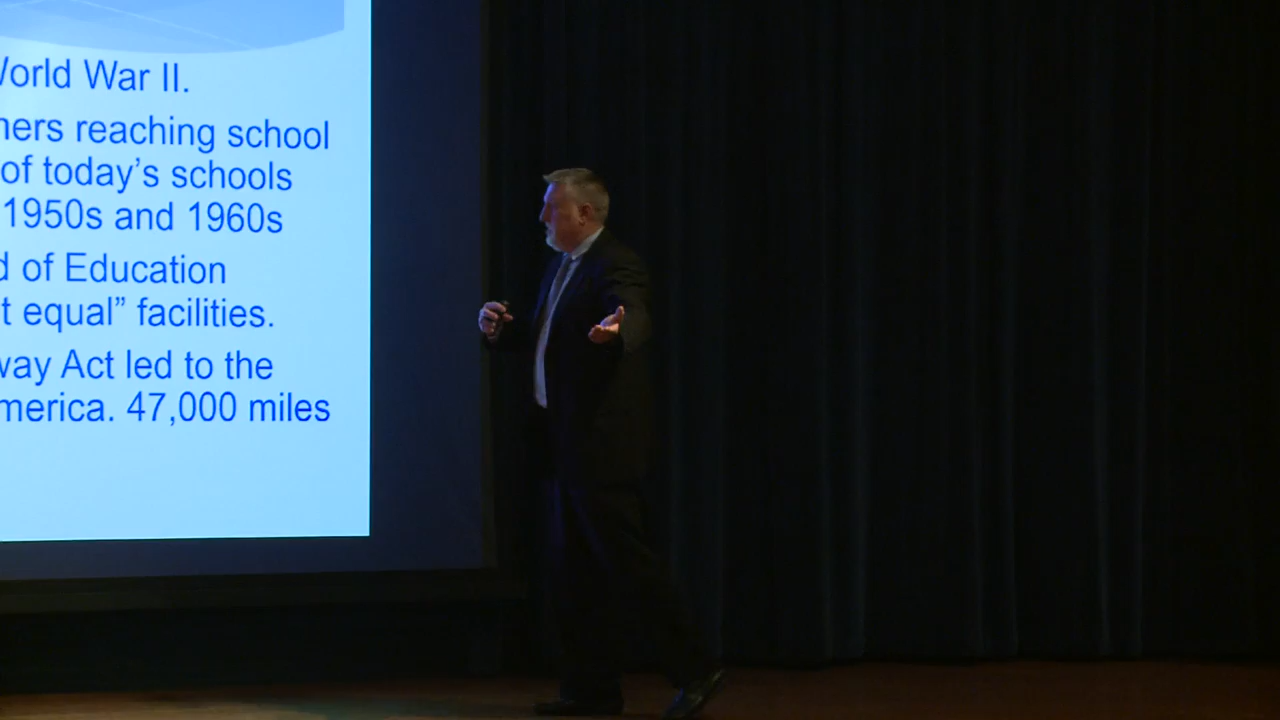 World War II.
ners reaching school
of today's schools
1950s and 1960s
d of Education
t equal" facilities.
way Act led to the
merica. 47,000 miles